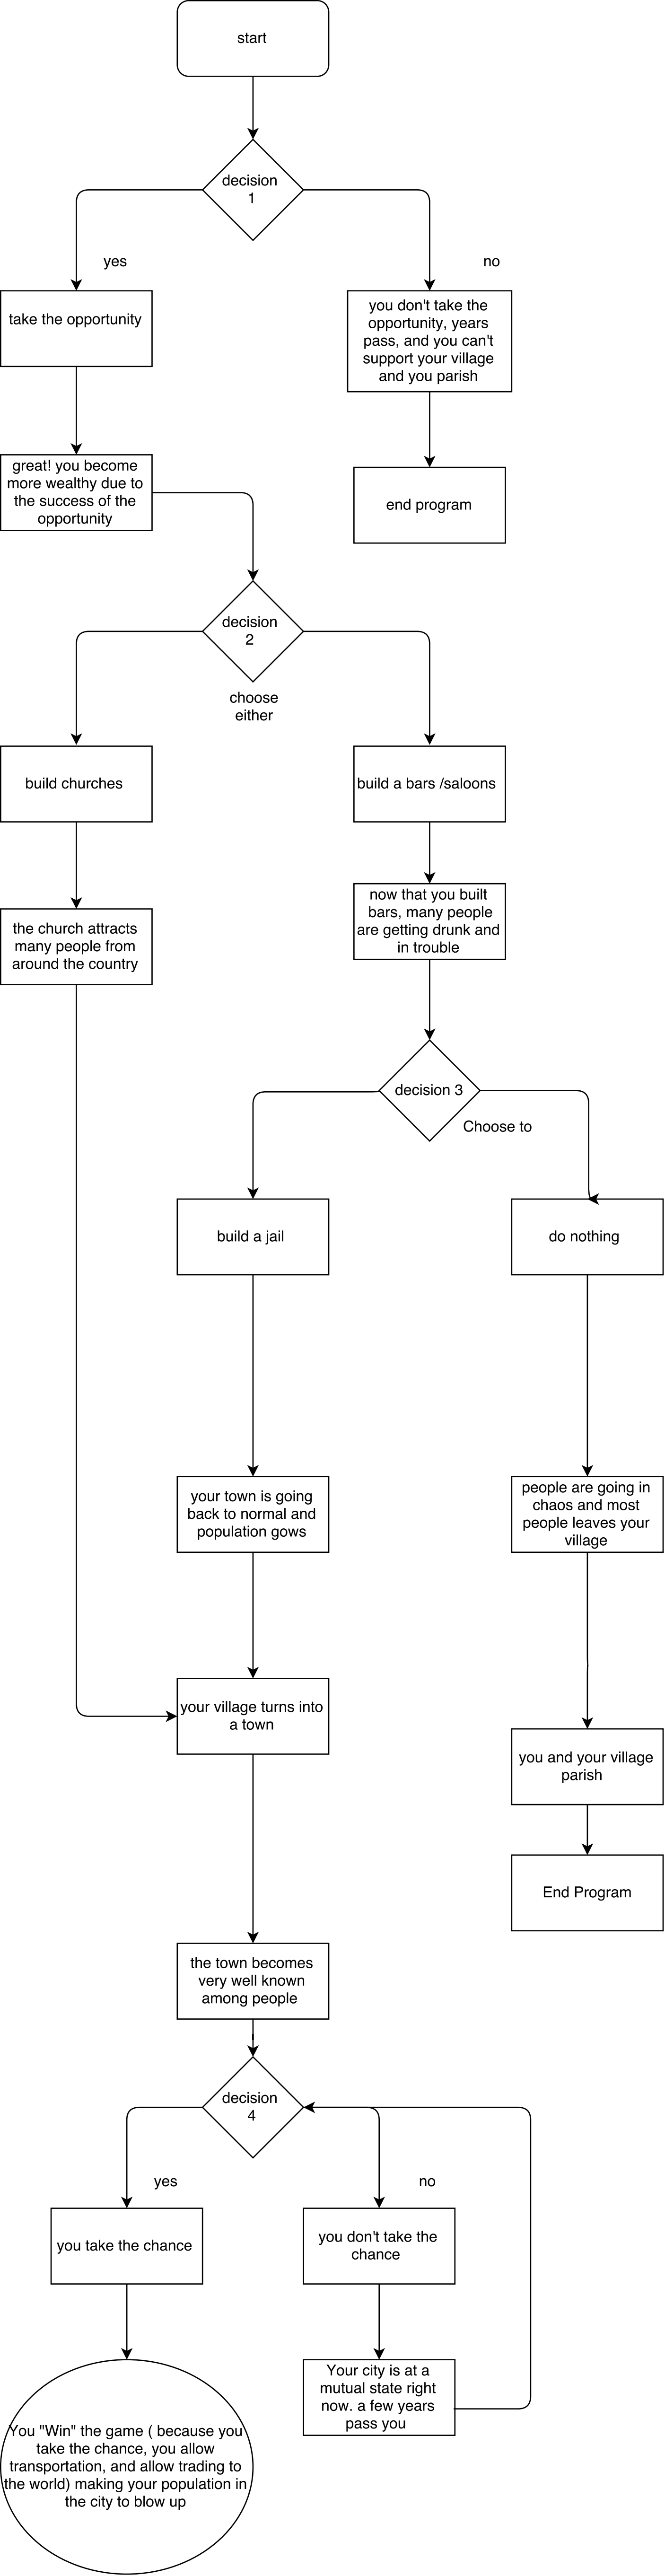 start
decision
1
yes
no
take the opportunity
you don't take the
opportunity, years
pass, and you can't
support your village
and you parish
great! you become
more wealthy due to
the success of the
opportunity
end program
decision
2
choose
either
build churches
build a bars /saloons
the church attracts
many people from
around the country
now that you built
bars, many people
are getting drunk and
in trouble
decision 3
Choose to
build a jail
do nothing
your town is going
back to normal and
population gows
people are going in
chaos and most
people leaves your
village
your village turns into
a town
you and your village
parish
End Program
the town becomes
very well known
among people
decision
4
yes
no
you take the chance
you don't take the
chance
Your city is at a
mutual state right
now. a few years
pass you
You "Win" the game ( because you
take the chance, you allow
transportation, and allow trading to
the world) making your population in
the city to blow up